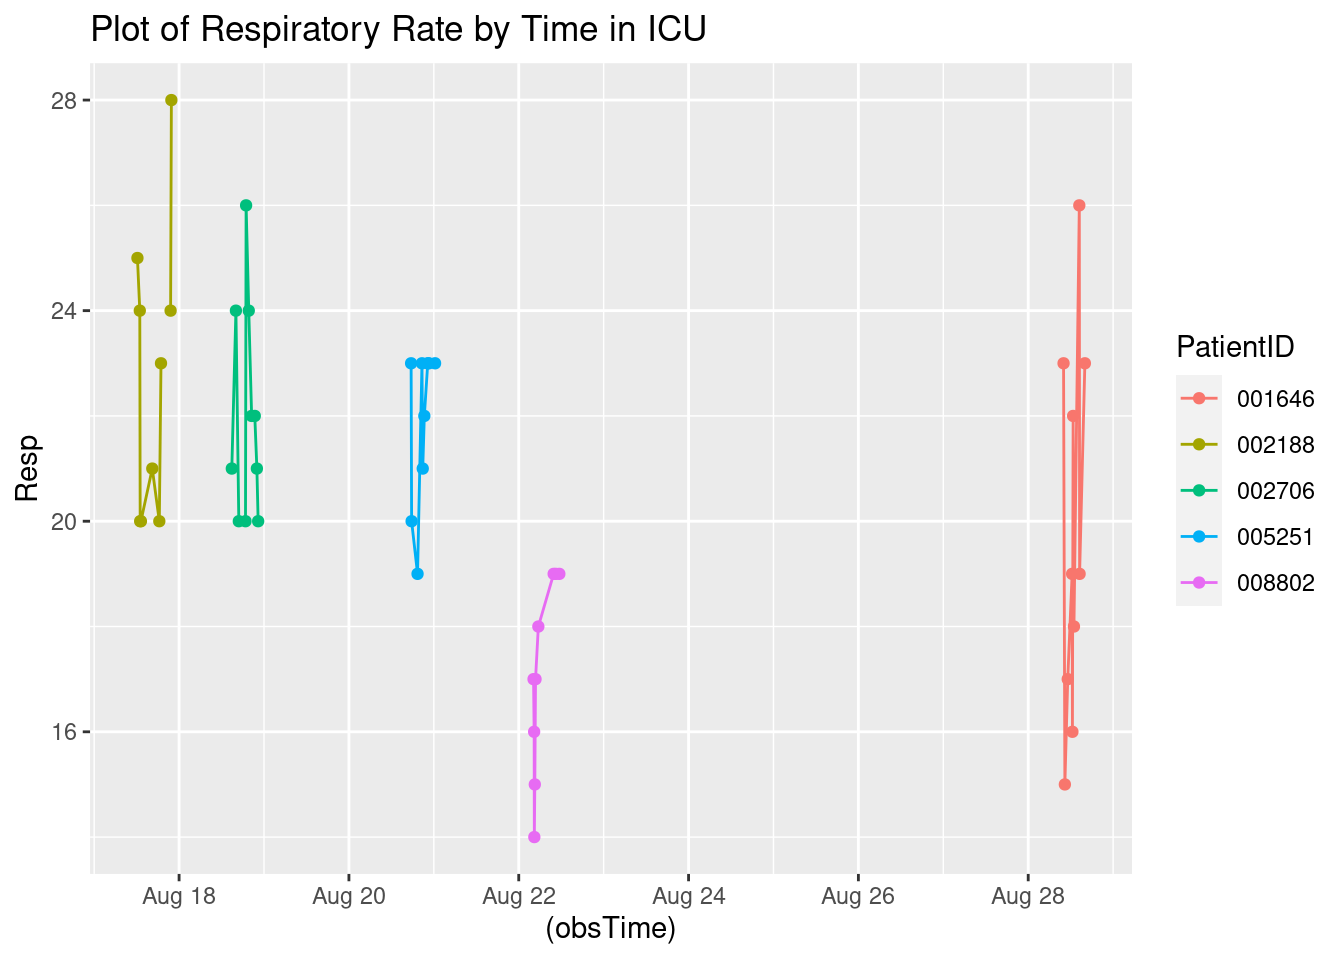 Plot of Respiratory Rate by Time in ICU
28
24
20
16
Resp
Aug 18 Aug 20 Aug 22 Aug 24 Aug 26 Aug 28
(obsTime)
PatientID
001646
002188
002706
005251
008802